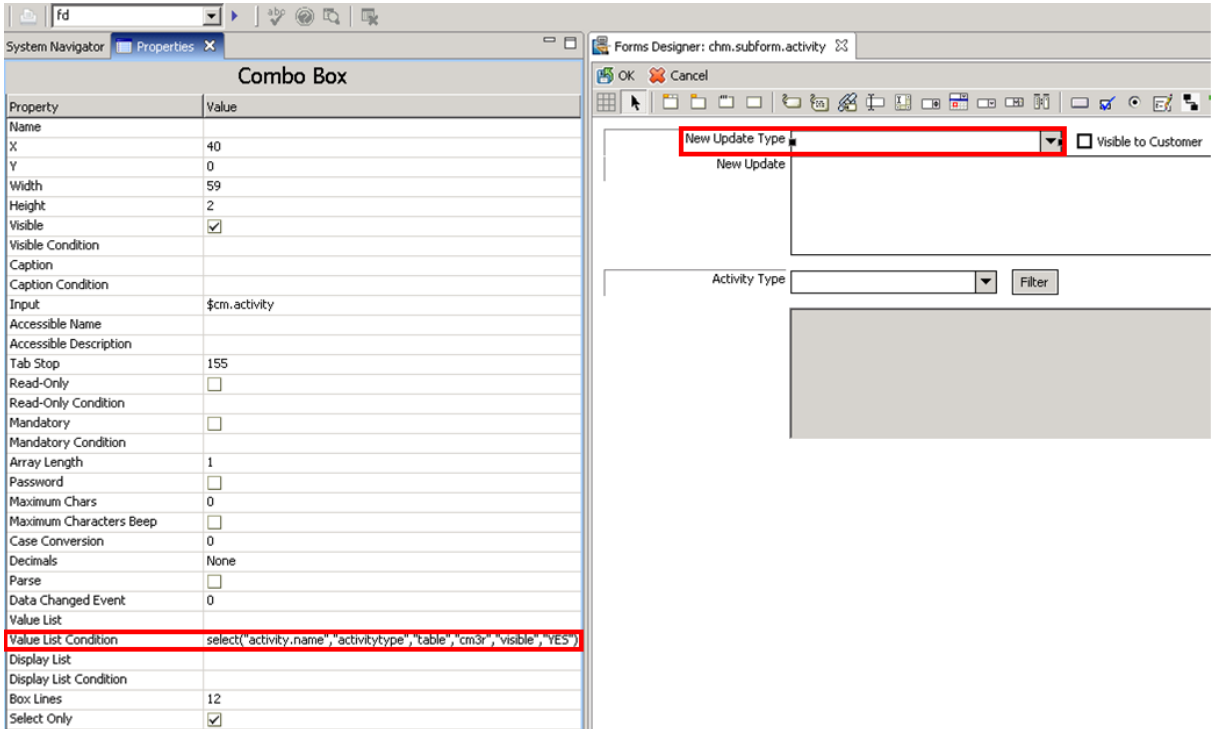 fd
abc
System Navigator
Properties
Combo Box
Property Value
Name
X 40
Y 0
Width 59
Height 2
Visible
Visible Condition
Caption
Caption Condition
Input $cm.activity
Accessible Name
Accessible Description
Tab Stop 155
Read-Only
Read-Only Condition
Mandatory
Mandatory Condition
Array Length 1
Password
Maximum Chars 0
Maximum Characters Beep
Case Conversion 0
Decimals None
Parse
Data Changed Event 0
Value List
Value List Condition select("activity.name","activitytype","table","cm3r","visible","YES")
Display List
Display List Condition
Box Lines 12
Select Only
Forms Designer: chm.subform.activity
OK Cancel
New Update Type Visible to Customer
New Update
Activity Type Filter